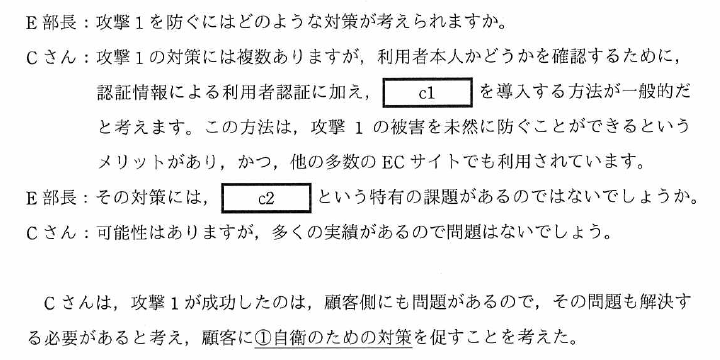 E部長：攻撃1を防ぐにはどのような対策が考えられますか。
Cさん：攻撃1の対策には複数ありますが，利用者本人かどうかを確認するために，
認証情報による利用者認証に加え， c1 を導入する方法が一般的だ
と考えます。この方法は，攻撃 1 の被害を未然に防ぐことができるという
メリットがあり，かつ，他の多数のECサイトでも利用されています。
E部長：その対策には， c2 という特有の課題があるのではないでしょうか。
Cさん：可能性はありますが，多くの実績があるので問題はないでしょう。
Cさんは，攻撃1が成功したのは，顧客側にも問題があるので，その問題も解決す
る必要があると考え，顧客に①自衛のための対策を促すことを考えた。